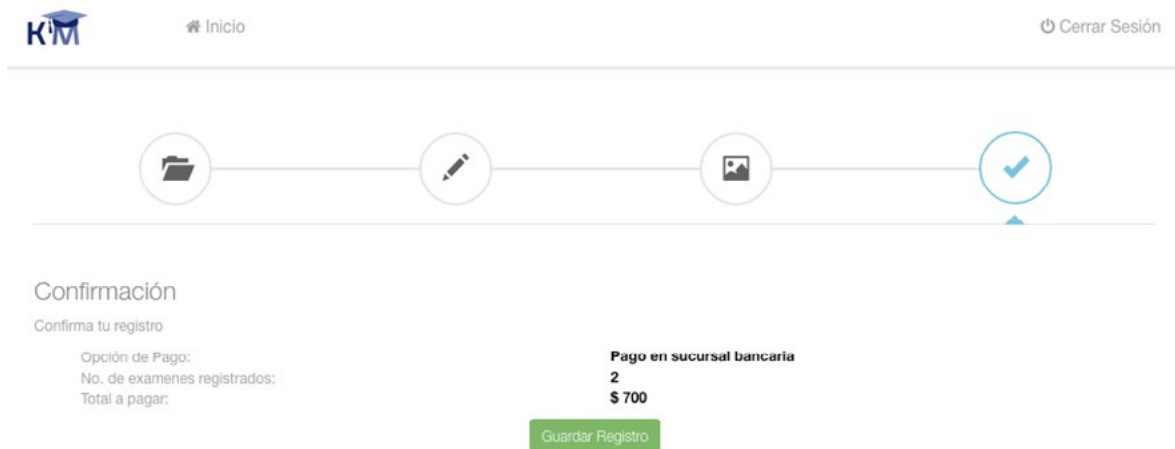 KM
Inicio
Cerrar Sesión
Confirmación
Confirma tu registro
Opción de Pago: Pago en sucursal bancaria
No. de examenes registrados: 2
Total a pagar: $ 700
Guardar Registro